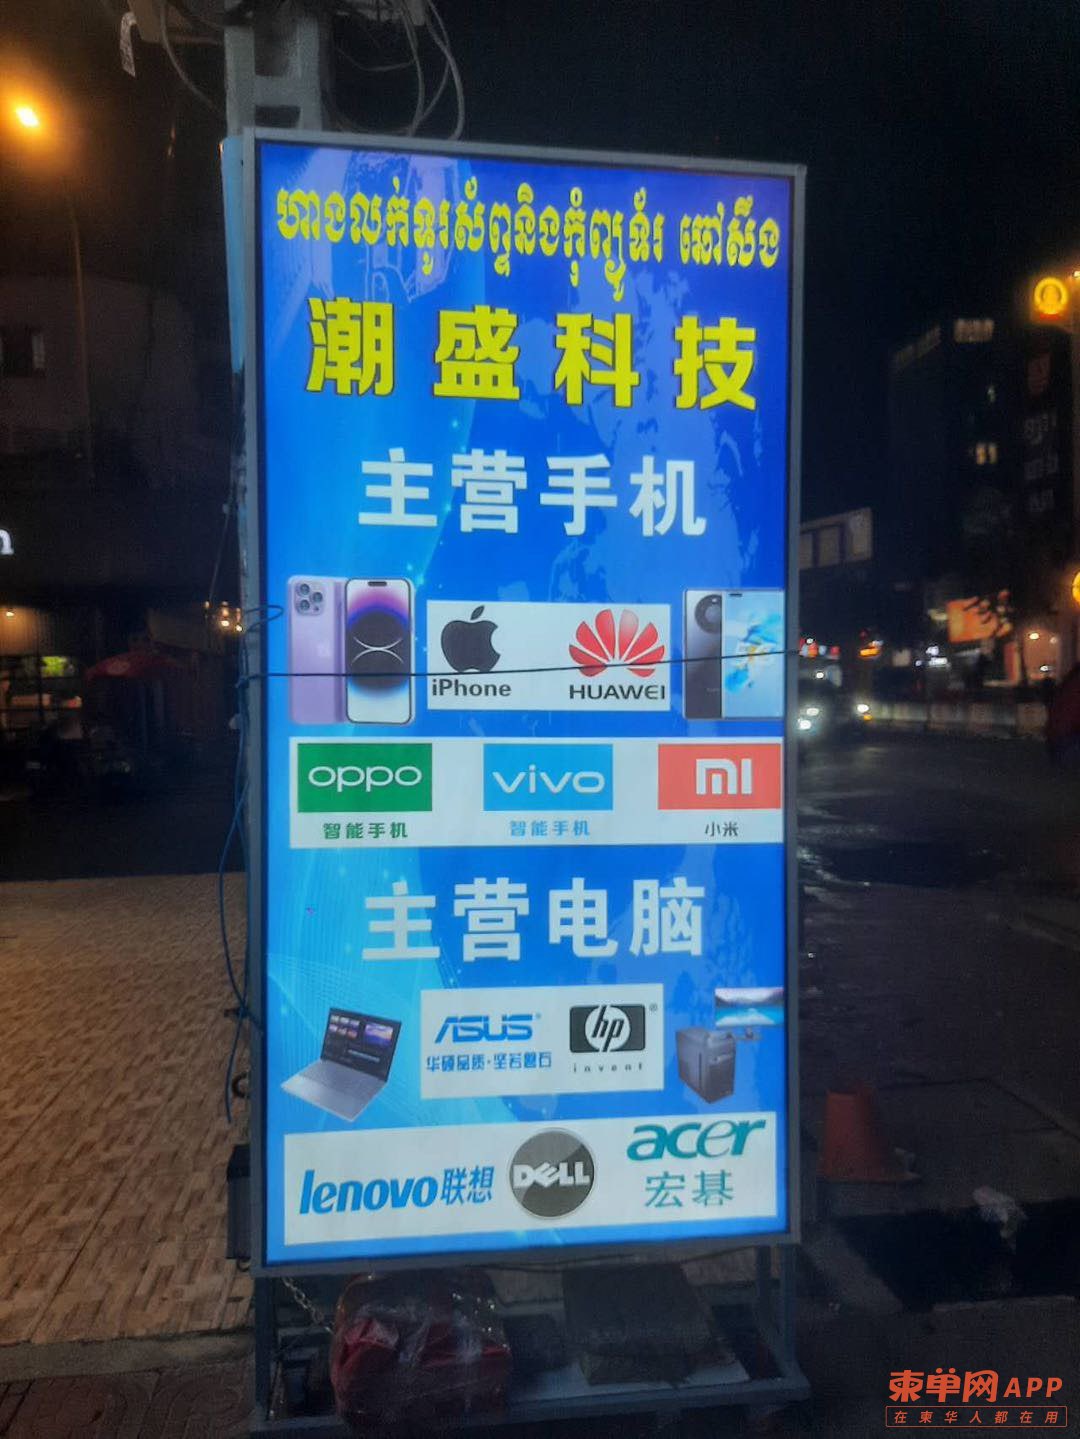 ហាងលក់ទូរស័ព្ទនិងកុំព្យូទ័រ ឆៅសឹង
潮盛科技
主营手机
iPhone
HUAWEI
oppo vivo MI
智能手机 智能手机 小米
主营电脑
ASUS®
华硕品质·坚若磐石
hp®
invent
lenovo联想
DELL
acer
宏碁
柬单网APP
在柬华人都在用